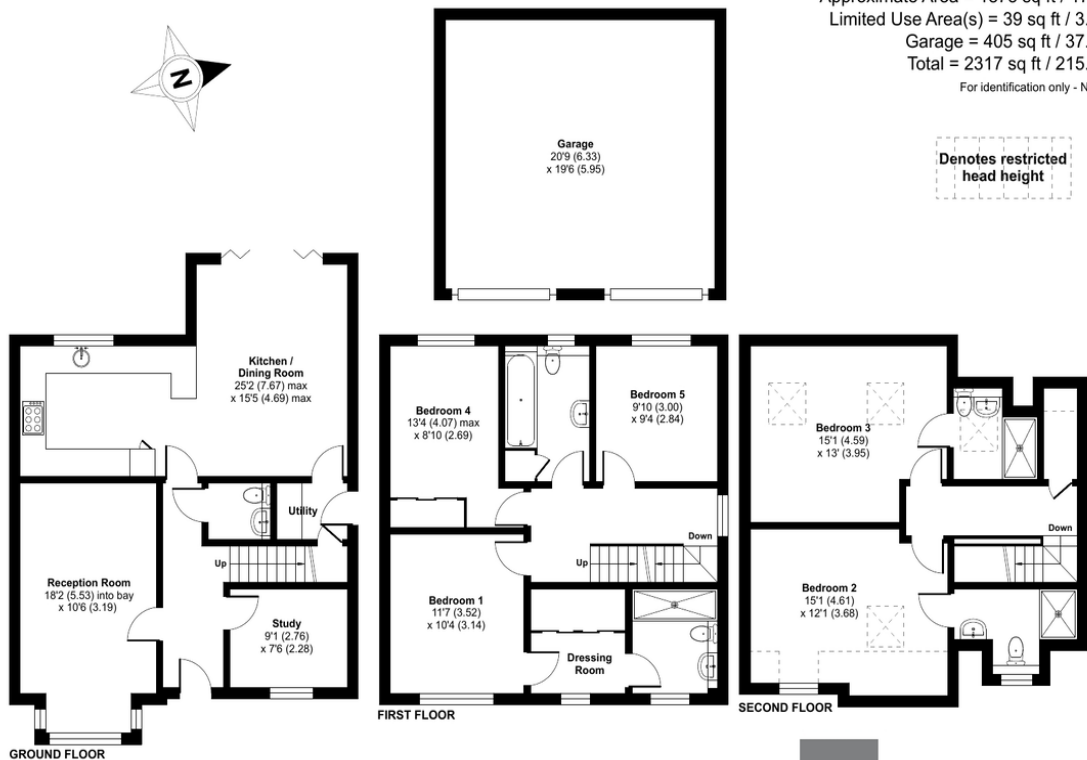 Limited Use Area(s) = 39 sq ft / 3.
Garage = 405 sq ft / 37.
Total = 2317 sq ft / 215.
For identification only - N
N
Denotes restricted
head height
Garage
20'9 (6.33)
x 19'6 (5.95)
Kitchen /
Dining Room
25'2 (7.67) max
x 15'5 (4.69) max
Utility
Up
Reception Room
18'2 (5.53) into bay
x 10'6 (3.19)
Study
9'1 (2.76)
x 7'6 (2.28)
GROUND FLOOR
Bedroom 4
13'4 (4.07) max
x 8'10 (2.69)
Bedroom 5
9'10 (3.00)
x 9'4 (2.84)
Down
Up
Bedroom 1
11'7 (3.52)
x 10'4 (3.14)
Dressing
Room
FIRST FLOOR
Bedroom 3
15'1 (4.59)
x 13' (3.95)
Down
Bedroom 2
15'1 (4.61)
x 12'1 (3.68)
SECOND FLOOR